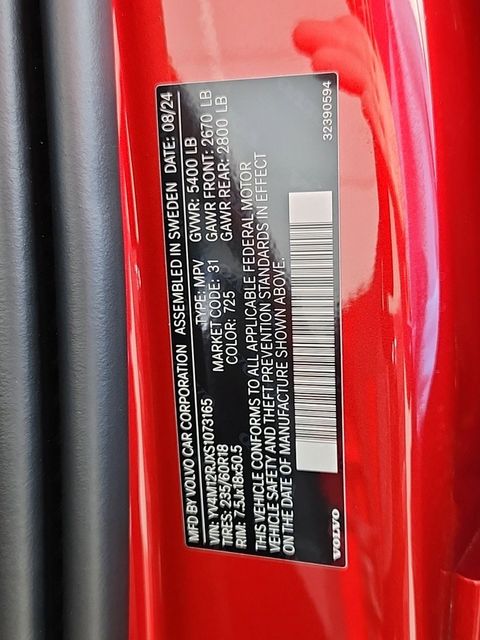 MFD BY VOLVO CAR CORPORATION ASSEMBLED IN SWEDEN DATE: 08/24
VIN: YV4M12RJXS1073165 TYPE: MPV GVWR: 5400 LB
TIRES: 235/60R18 MARKET CODE: 31 GAWR FRONT: 2670 LB
RIM: 7.5Jx18x50.5 COLOR: 725 GAWR REAR: 2800 LB
THIS VEHICLE CONFORMS TO ALL APPLICABLE FEDERAL MOTOR
VEHICLE SAFETY AND THEFT PREVENTION STANDARDS IN EFFECT
ON THE DATE OF MANUFACTURE SHOWN ABOVE.
VOLVO 32390594